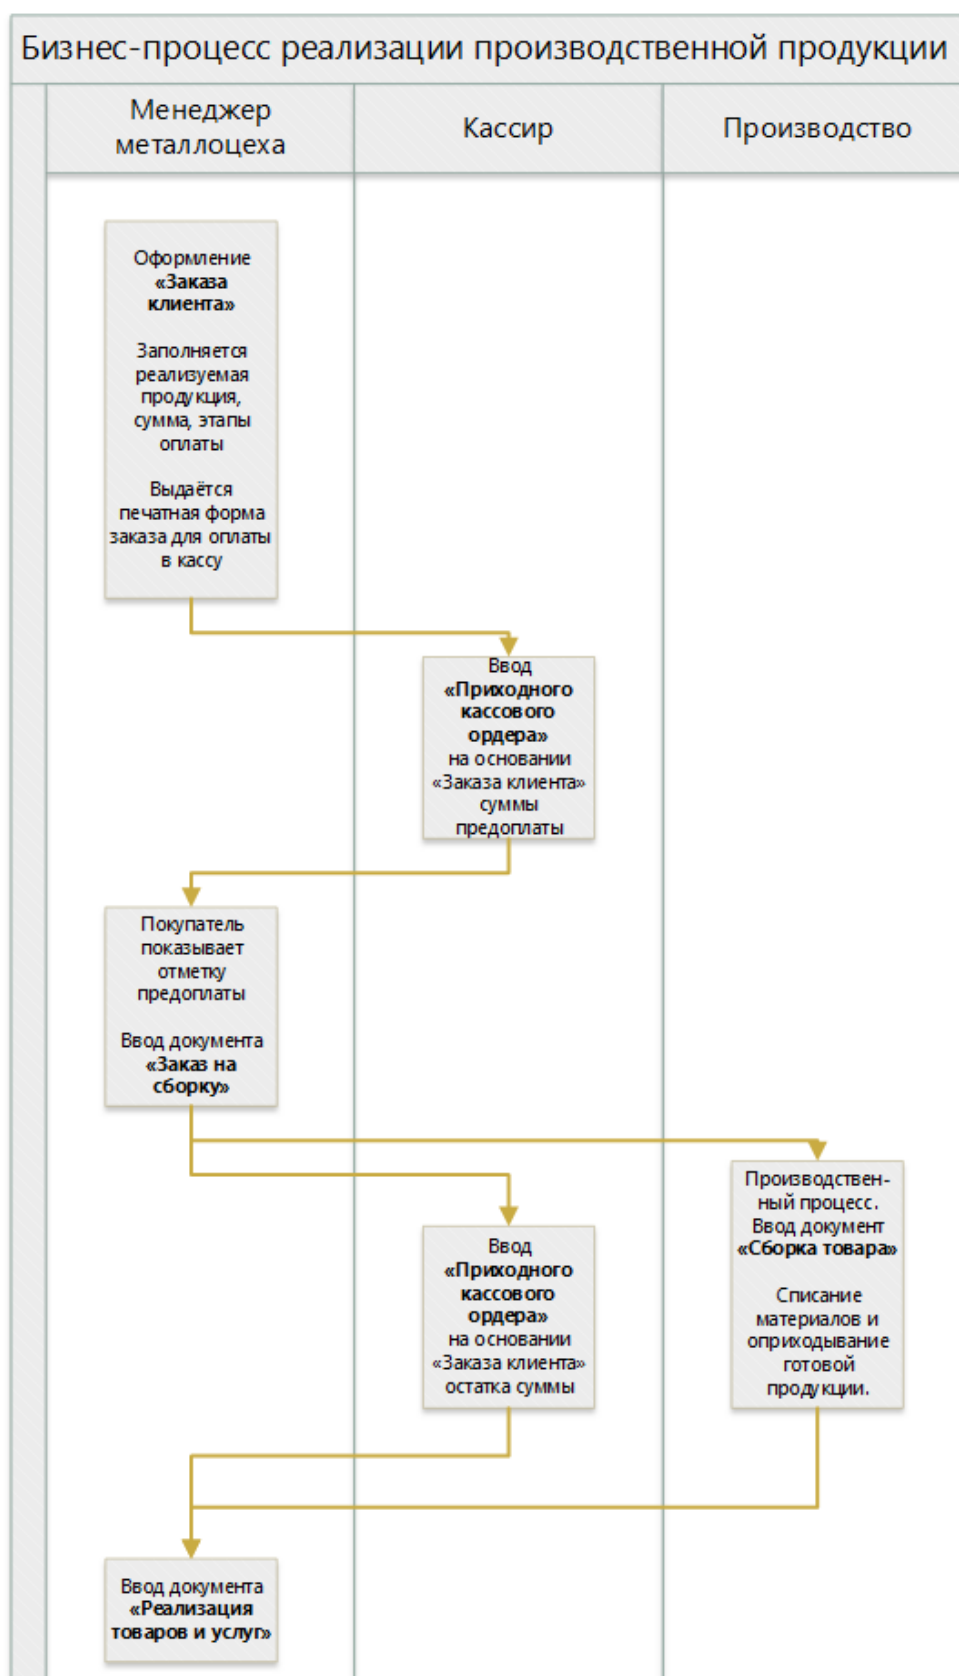 Бизнес-процесс реализации производственной продукции
Менеджер
металлоцеха
Кассир
Производство
Оформление
«Заказа
клиента»
Заполняется
реализуемая
продукция,
сумма, этапы
оплаты
Выдаётся
печатная форма
заказа для оплаты
в кассу
Ввод
«Приходного
кассового
ордера»
на основании
«Заказа клиента»
суммы
предоплаты
Покупатель
показывает
отметку
предоплаты
Ввод документа
«Заказ на
сборку»
Производствен-
ный процесс.
Ввод документ
«Сборка товара»
Списание
материалов и
оприходывание
готовой
продукции.
Ввод
«Приходного
кассового
ордера»
на основании
«Заказа клиента»
остатка суммы
Ввод документа
«Реализация
товаров и услуг»